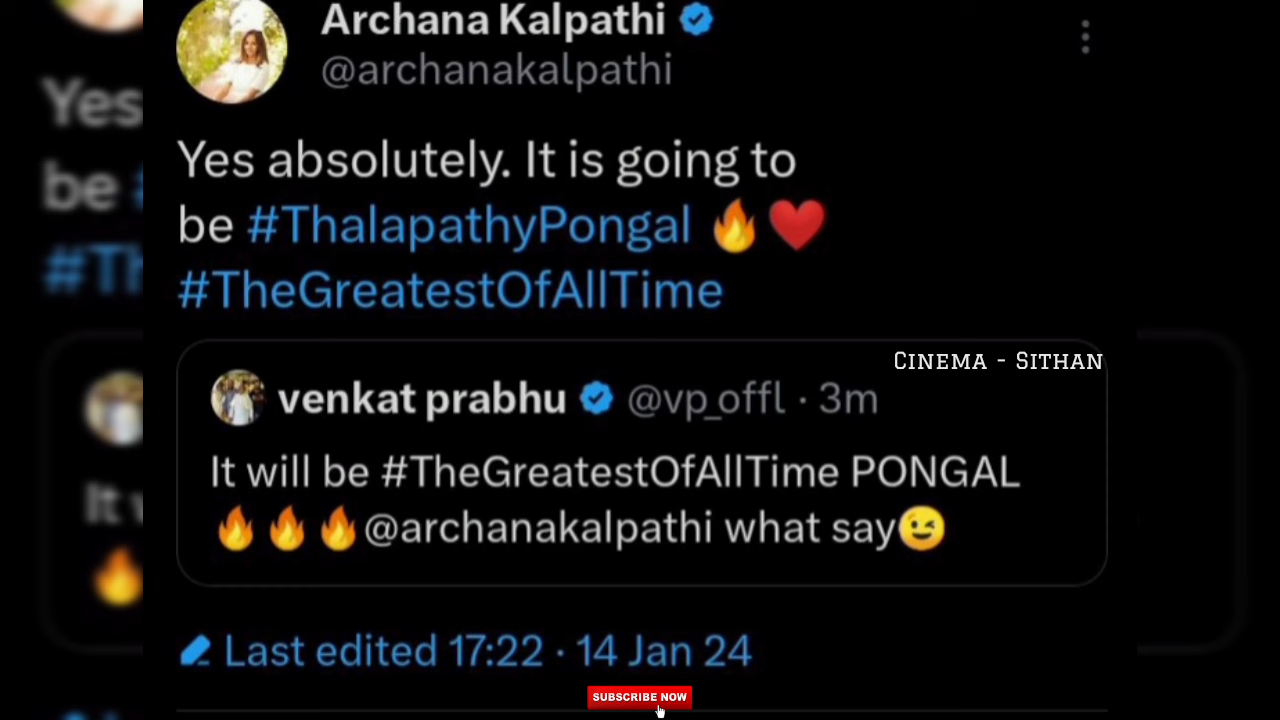 Archana Kalpathi
@archanakalpathi
Yes absolutely. It is going to
be #ThalapathyPongal 🔥❤️
#TheGreatestOfAllTime
CINEMA - SITHAN
venkat prabhu @vp_offl · 3m
It will be #TheGreatestOfAllTime PONGAL
🔥🔥🔥@archanakalpathi what say😉
Last edited 17:22 · 14 Jan 24
SUBSCRIBE NOW